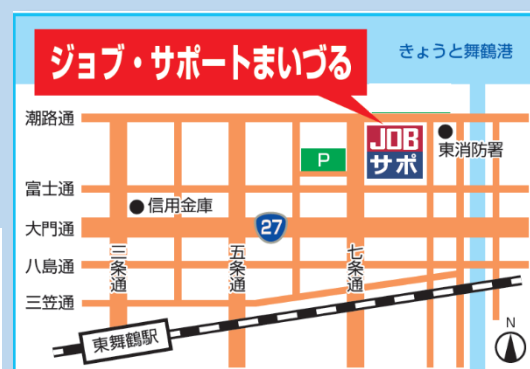 ジョブ・サポートまいづる
きょうと舞鶴港
潮路通
JOB
サポ
東消防署
P
富士通
信用金庫
大門通
27
八島通
三条通
五条通
七条通
三笠通
東舞鶴駅
N